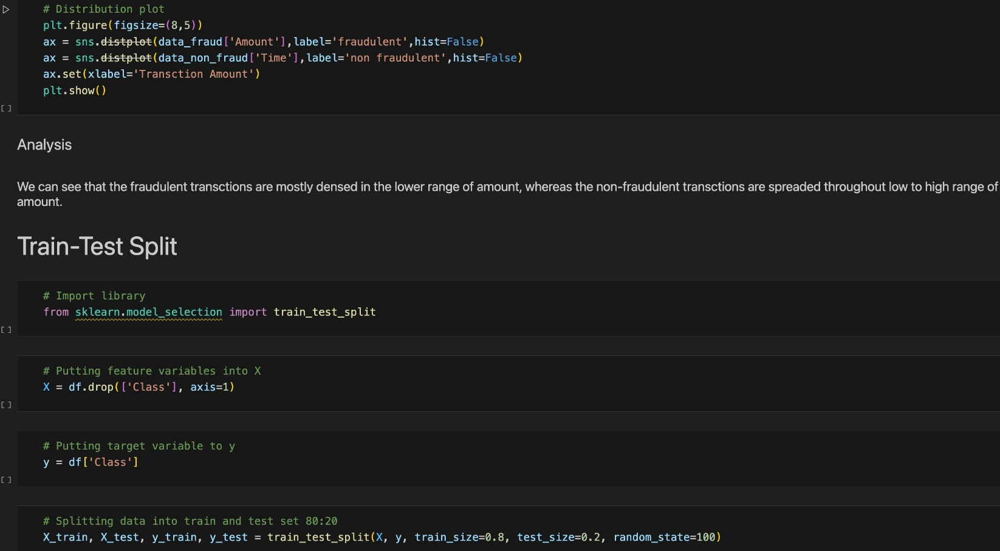 # Distribution plot
plt.figure(figsize=(8,5))
ax = sns.distplot(data_fraud['Amount'],label='fraudulent',hist=False)
ax = sns.distplot(data_non_fraud['Time'],label='non fraudulent',hist=False)
ax.set(xlabel='Transction Amount')
plt.show()
[ ]
Analysis
We can see that the fraudulent transctions are mostly densed in the lower range of amount, whereas the non-fraudulent transctions are spreaded throughout low to high range of
amount.
Train-Test Split
# Import library
from sklearn.model_selection import train_test_split
[ ]
# Putting feature variables into X
X = df.drop(['Class'], axis=1)
[ ]
# Putting target variable to y
y = df['Class']
[ ]
# Splitting data into train and test set 80:20
X_train, X_test, y_train, y_test = train_test_split(X, y, train_size=0.8, test_size=0.2, random_state=100)